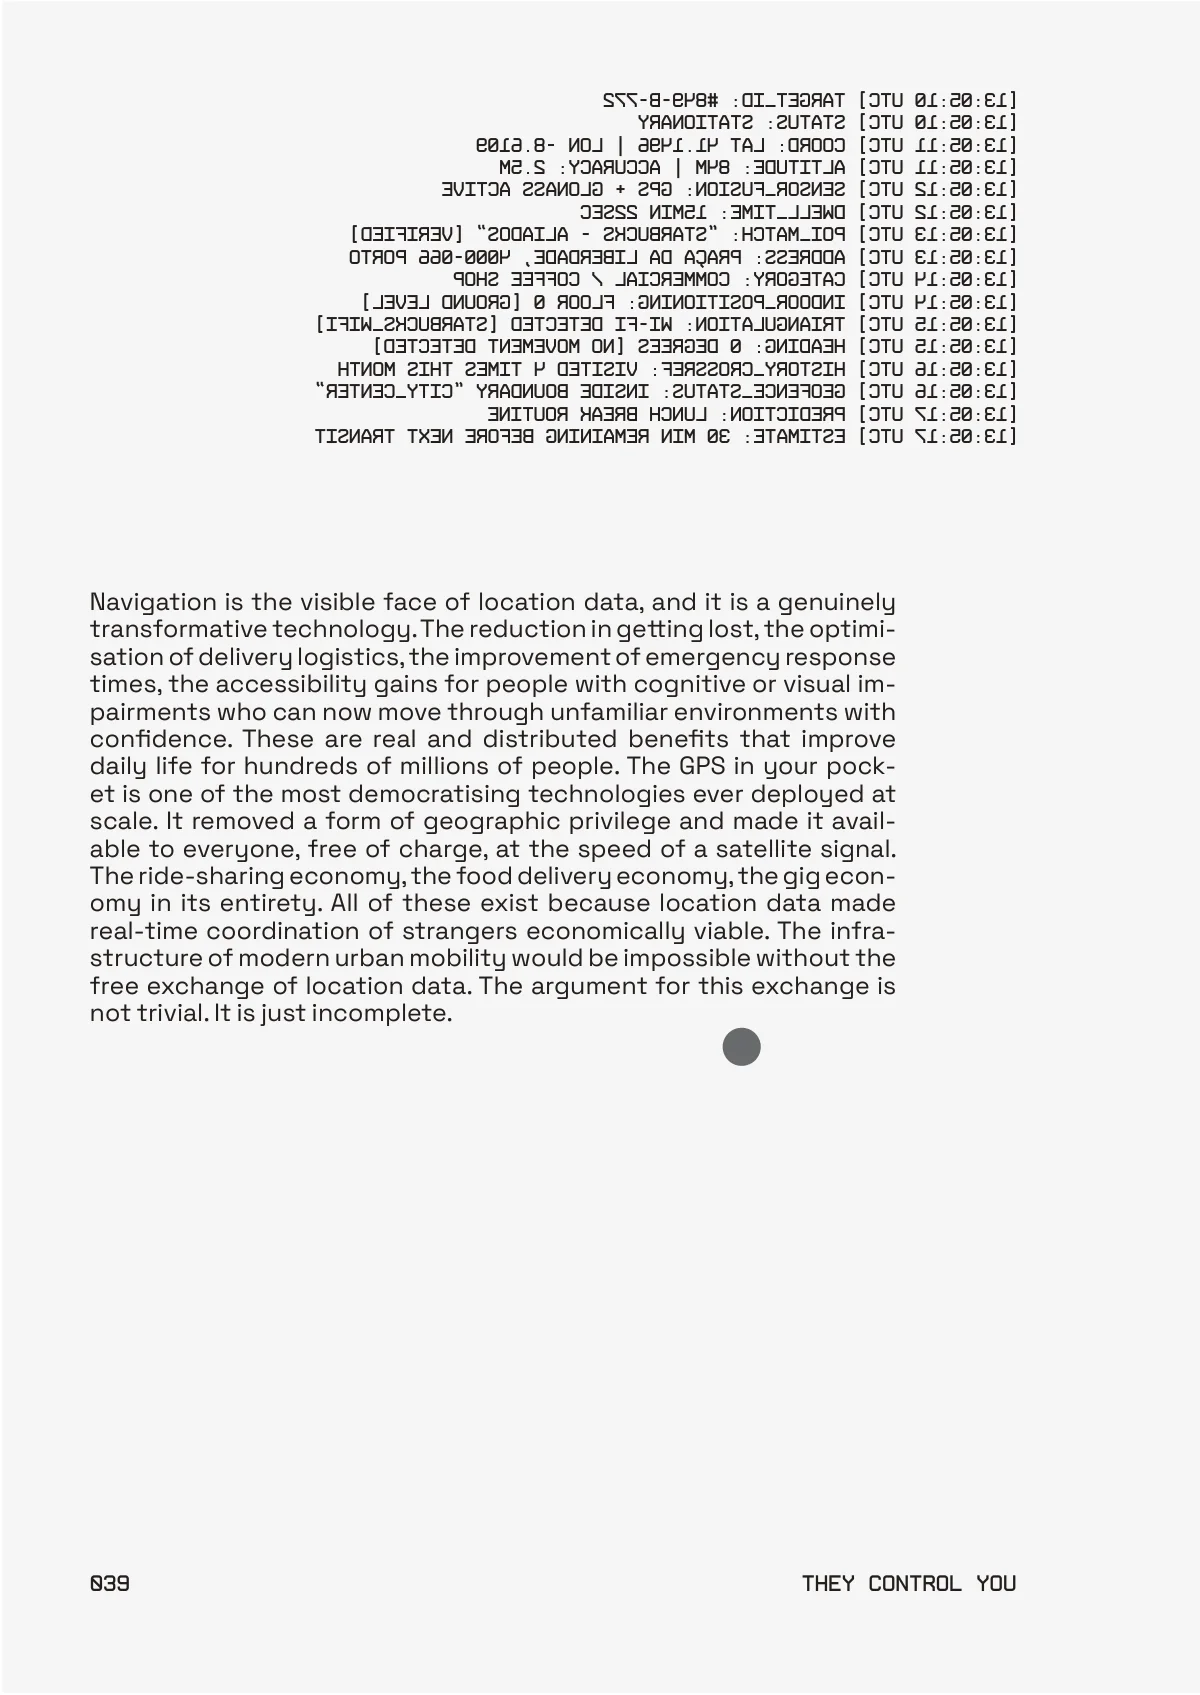 [13:05:10 UTC] TARGET_ID: #849-B-772
[13:05:10 UTC] STATUS: STATIONARY
[13:05:11 UTC] COORD: LAT 41.1496 | LON -8.6109
[13:05:11 UTC] ALTITUDE: 84M | ACCURACY: 2.5M
[13:05:12 UTC] SENSOR_FUSION: GPS + GLONASS ACTIVE
[13:05:12 UTC] DWELL_TIME: 15MIN 22SEC
[13:05:13 UTC] POI_MATCH: "STARBUCKS - ALIADOS" [VERIFIED]
[13:05:13 UTC] ADDRESS: PRAÇA DA LIBERDADE, 4000-066 PORTO
[13:05:14 UTC] CATEGORY: COMMERCIAL / COFFEE SHOP
[13:05:14 UTC] INDOOR_POSITIONING: FLOOR 0 [GROUND LEVEL]
[13:05:15 UTC] TRIANGULATION: WI-FI DETECTED [STARBUCKS_WIFI]
[13:05:15 UTC] HEADING: 0 DEGREES [NO MOVEMENT DETECTED]
[13:05:16 UTC] HISTORY_CROSSREF: VISITED 4 TIMES THIS MONTH
[13:05:16 UTC] GEOFENCE_STATUS: INSIDE BOUNDARY "CITY_CENTER"
[13:05:17 UTC] PREDICTION: LUNCH BREAK ROUTINE
[13:05:17 UTC] ESTIMATE: 30 MIN REMAINING BEFORE NEXT TRANSIT
Navigation is the visible face of location data, and it is a genuinely
transformative technology. The reduction in getting lost, the optimi-
sation of delivery logistics, the improvement of emergency response
times, the accessibility gains for people with cognitive or visual im-
pairments who can now move through unfamiliar environments with
confidence. These are real and distributed benefits that improve
daily life for hundreds of millions of people. The GPS in your pock-
et is one of the most democratising technologies ever deployed at
scale. It removed a form of geographic privilege and made it avail-
able to everyone, free of charge, at the speed of a satellite signal.
The ride-sharing economy, the food delivery economy, the gig econ-
omy in its entirety. All of these exist because location data made
real-time coordination of strangers economically viable. The infra-
structure of modern urban mobility would be impossible without the
free exchange of location data. The argument for this exchange is
not trivial. It is just incomplete.
039
THEY CONTROL YOU